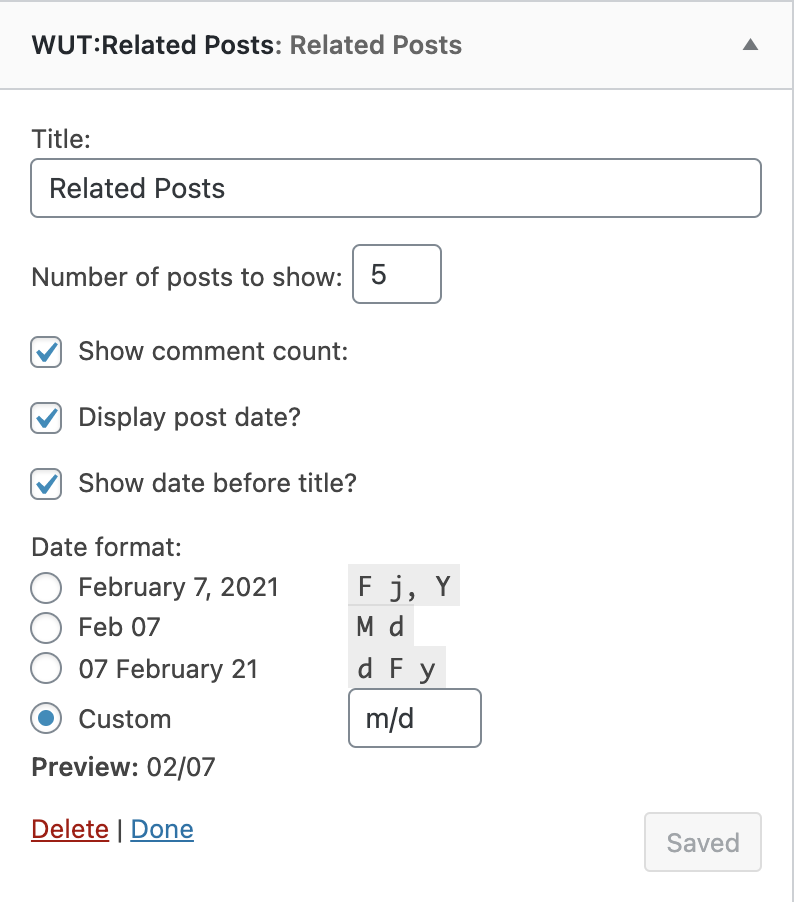 WUT:Related Posts: Related Posts
Title:
Related Posts
Number of posts to show: 5
Show comment count:
Display post date?
Show date before title?
Date format:
February 7, 2021 F j, Y
Feb 07 M d
07 February 21 d F y
Custom m/d
Preview: 02/07
Delete | Done
Saved